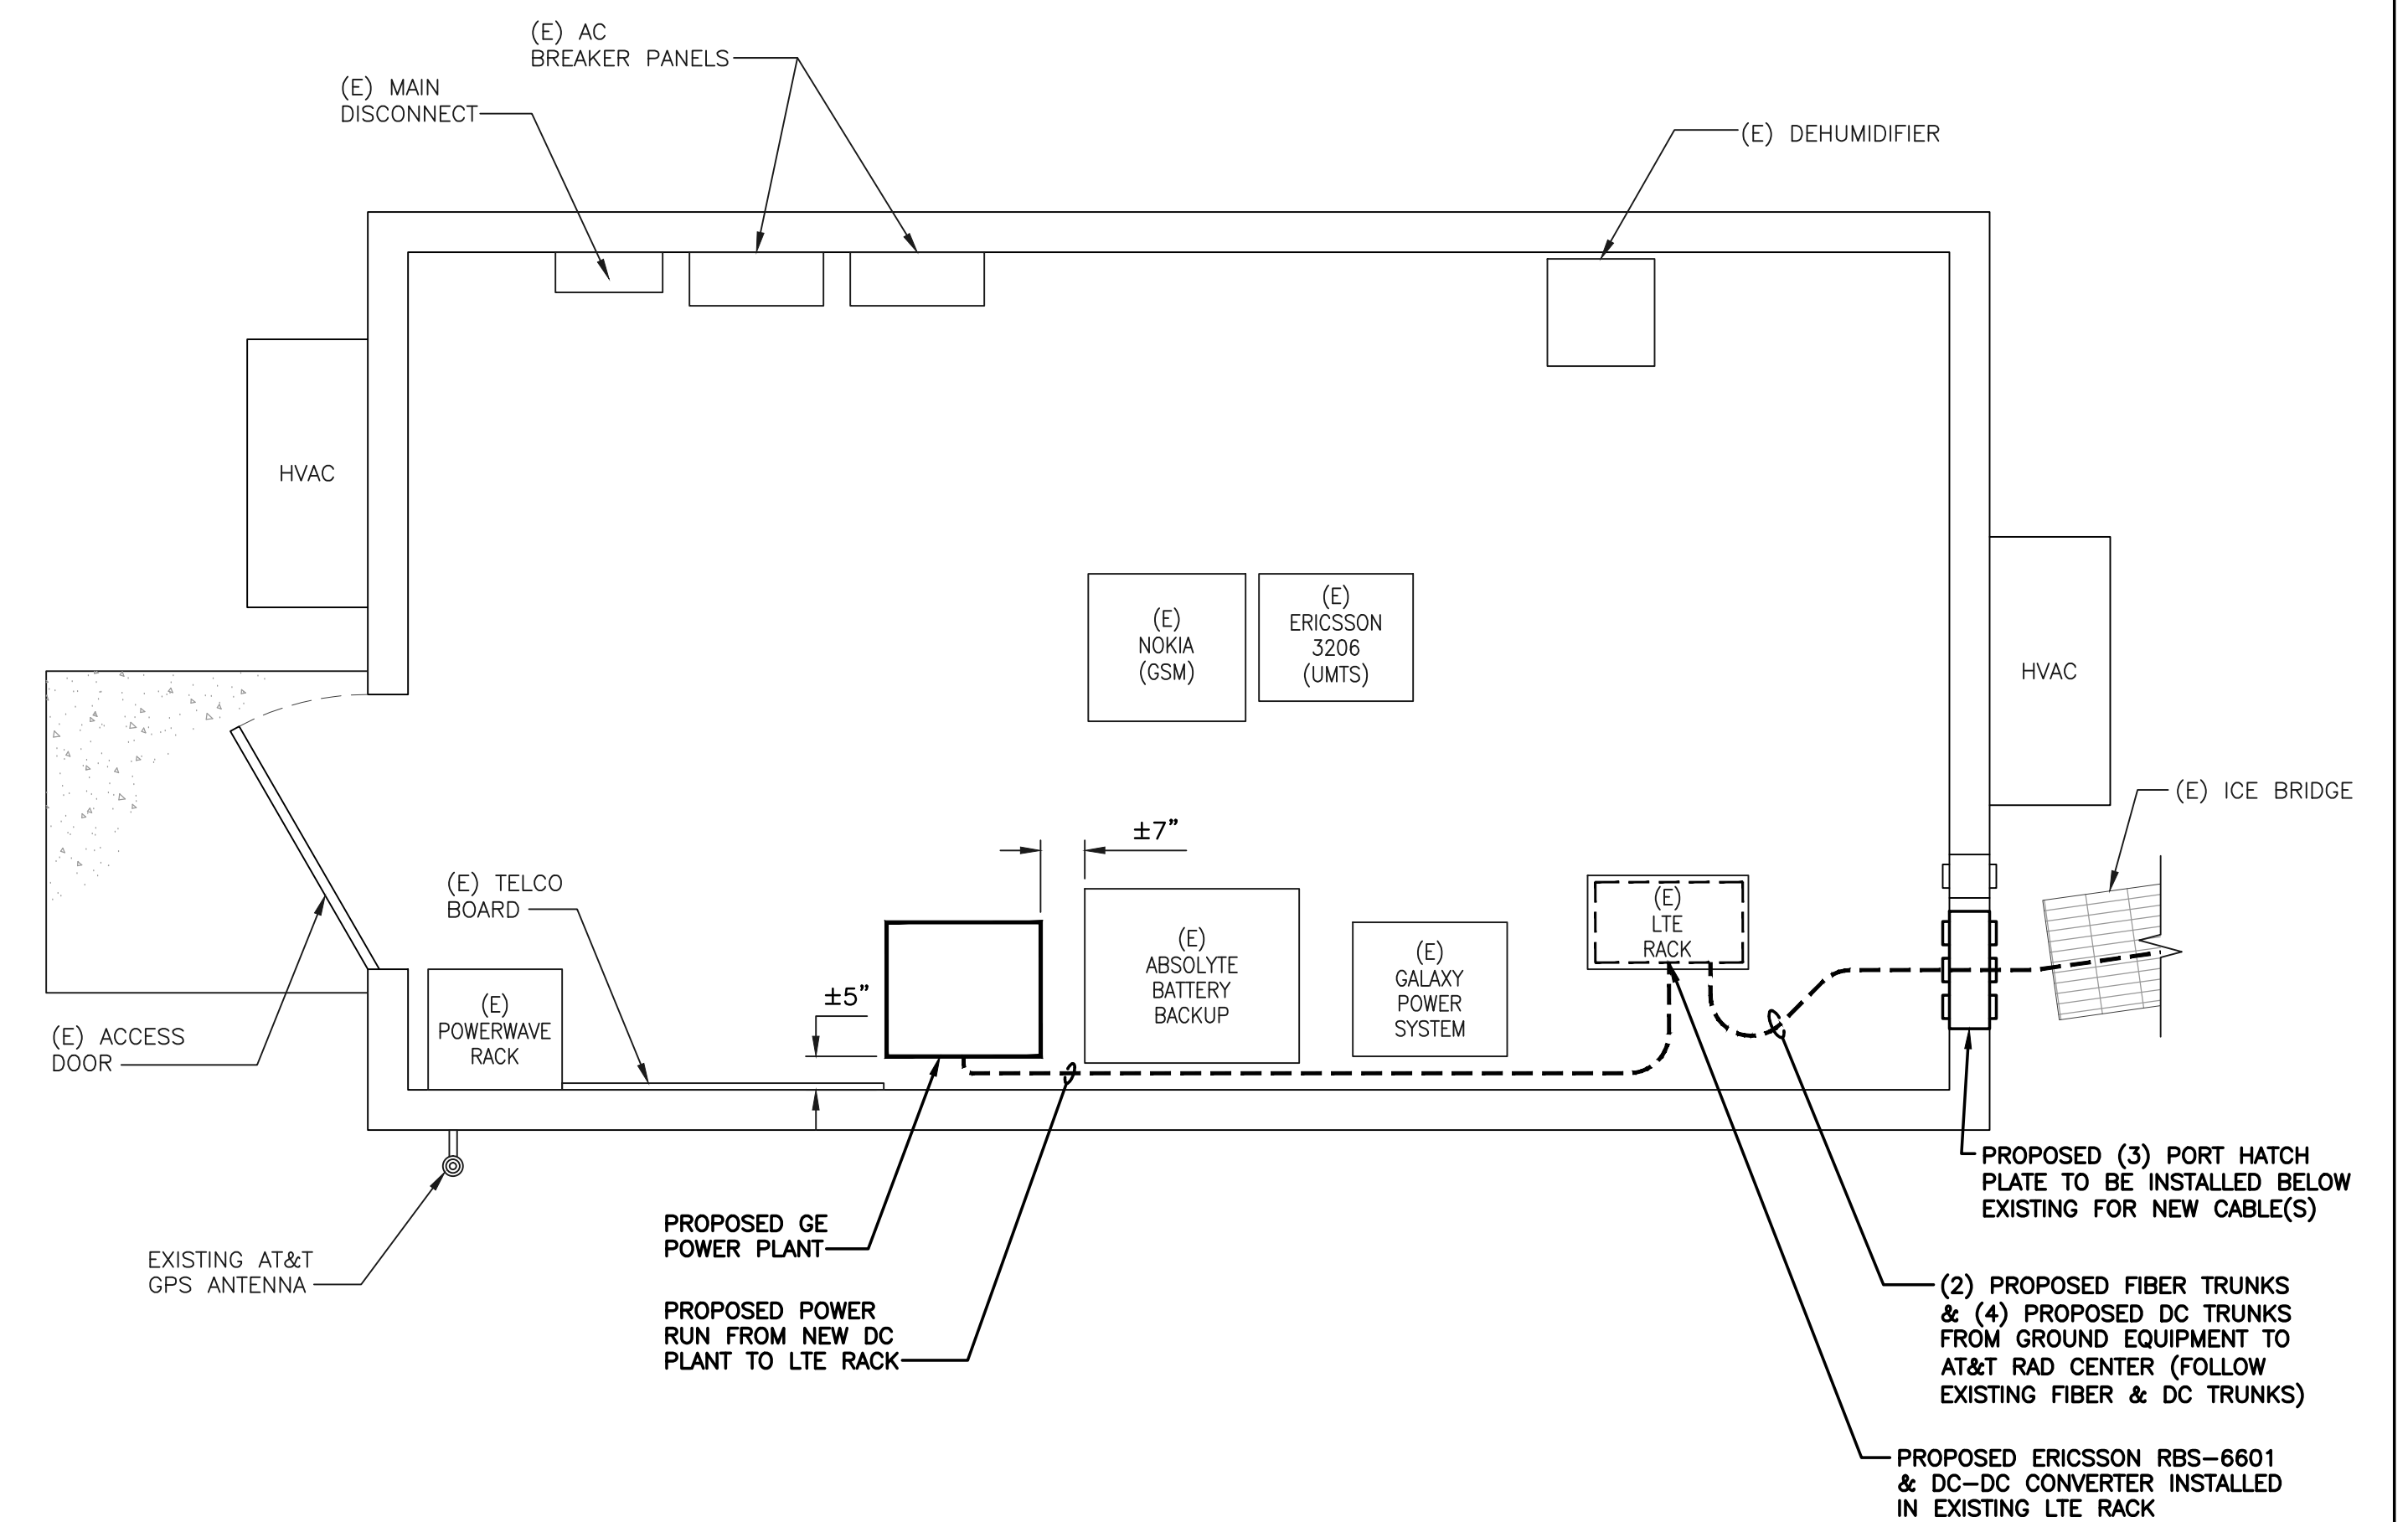 (E) AC
BREAKER PANELS
(E) MAIN
DISCONNECT
(E) DEHUMIDIFIER
HVAC
(E)
NOKIA
(GSM)
(E)
ERICSSON
3206
(UMTS)
HVAC
(E) ICE BRIDGE
±7"
(E) TELCO
BOARD
(E)
LTE
RACK
(E)
ABSOLYTE
BATTERY
BACKUP
(E)
GALAXY
POWER
SYSTEM
±5"
(E)
POWERWAVE
RACK
(E) ACCESS
DOOR
PROPOSED (3) PORT HATCH
PLATE TO BE INSTALLED BELOW
EXISTING FOR NEW CABLE(S)
PROPOSED GE
POWER PLANT
EXISTING AT&T
GPS ANTENNA
(2) PROPOSED FIBER TRUNKS
& (4) PROPOSED DC TRUNKS
FROM GROUND EQUIPMENT TO
AT&T RAD CENTER (FOLLOW
EXISTING FIBER & DC TRUNKS)
PROPOSED POWER
RUN FROM NEW DC
PLANT TO LTE RACK
PROPOSED ERICSSON RBS-6601
& DC-DC CONVERTER INSTALLED
IN EXISTING LTE RACK